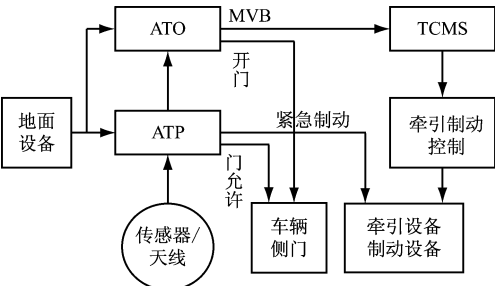 ATO
MVB
TCMS
开
门
地面
设备
ATP
紧急制动
牵引制动
控制
门
允
许
传感器/
天线
车辆
侧门
牵引设备
制动设备